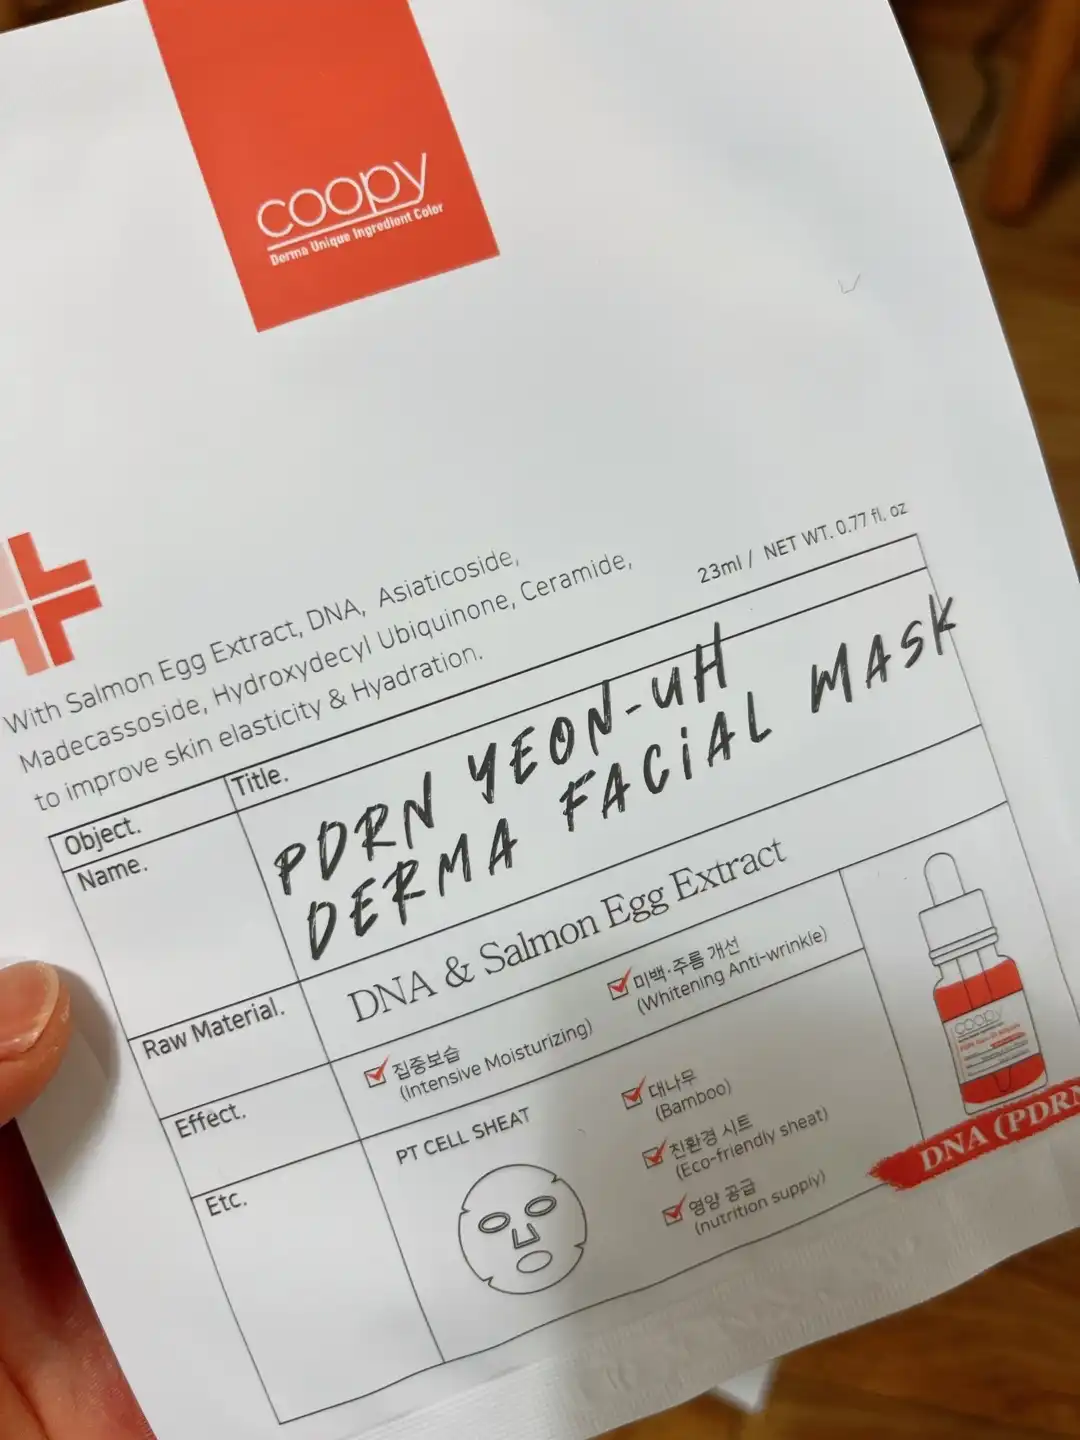 coopy
Derma Unique Ingredient Color
With Salmon Egg Extract, DNA, Asiaticoside,
Madecassoside, Hydroxydecyl Ubiquinone, Ceramide,
to improve skin elasticity & Hyadration.
23ml / NET WT. 0.77 fl. oz
Object.
Title.
Name.
PDRN YEON-UH
DERMA FACIAL MASK
Raw Material.
DNA & Salmon Egg Extract
Effect.
집중보습
(Intensive Moisturizing)
미백·주름 개선
(Whitening Anti-wrinkle)
Etc.
PT CELL SHEAT
대나무
(Bamboo)
친환경 시트
(Eco-friendly sheat)
영양 공급
(nutrition supply)
coopy
DNA (PDRN